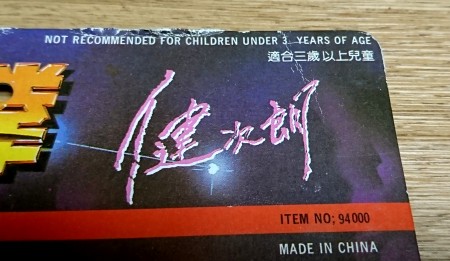 NOT RECOMMENDED FOR CHILDREN UNDER 3 YEARS OF AGE
適合三歲以上兒童
健次郎
ITEM NO; 94000
MADE IN CHINA